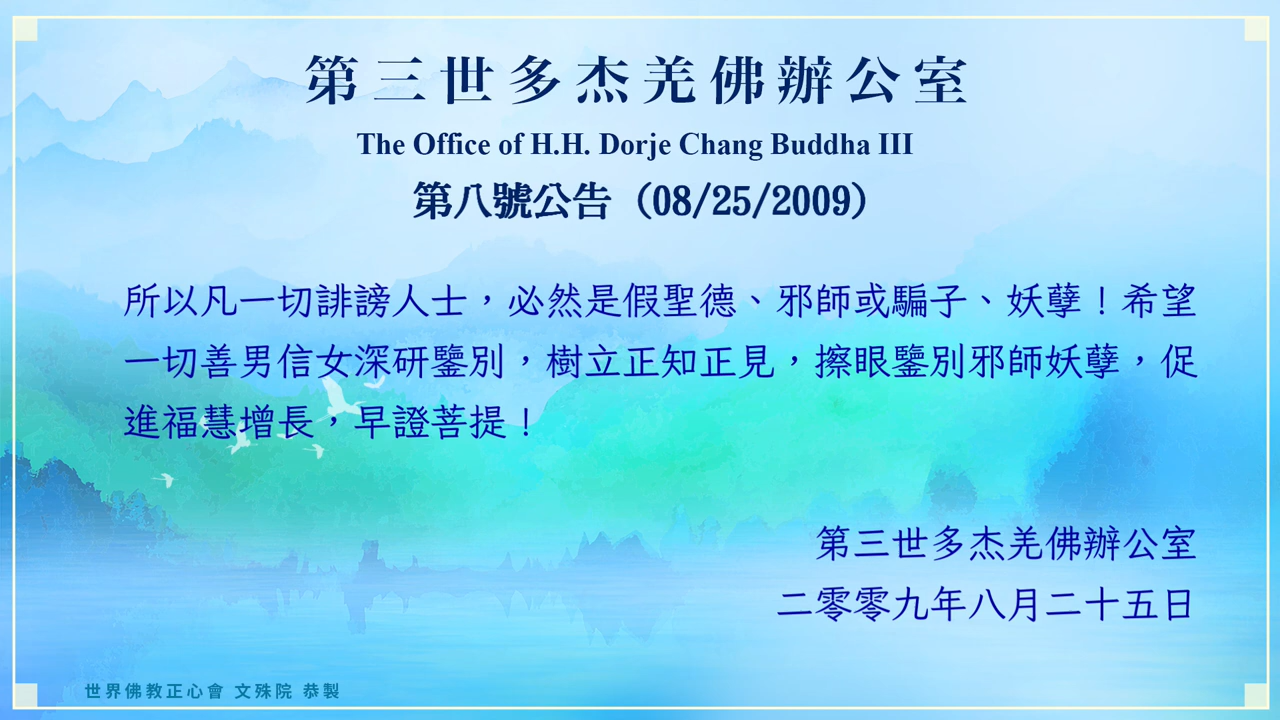 第三世多杰羌佛辦公室
The Office of H.H. Dorje Chang Buddha III
第八號公告（08/25/2009）
所以凡一切誹謗人士，必然是假聖德、邪師或騙子、妖孽！希望
一切善男信女深研鑒別，樹立正知正見，擦眼鑒別邪師妖孽，促
進福慧增長，早證菩提！
第三世多杰羌佛辦公室
二零零九年八月二十五日
世界佛教正心會 文殊院 恭製